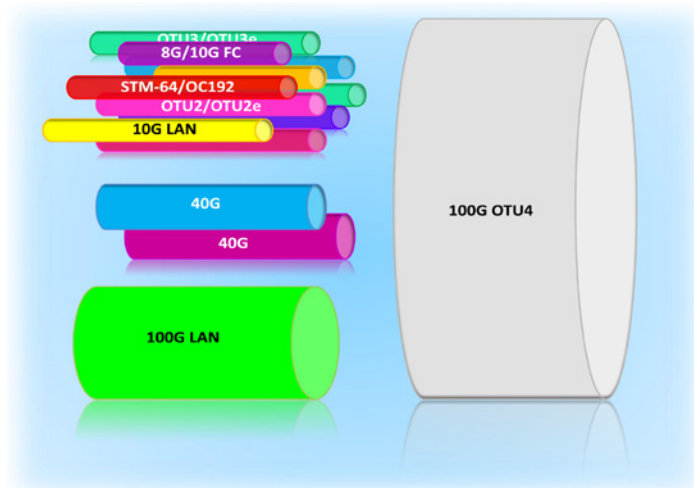 OTU3/OTU3e
8G/10G FC
STM-64/OC192
OTU2/OTU2e
10G LAN
40G
40G
100G LAN
100G OTU4